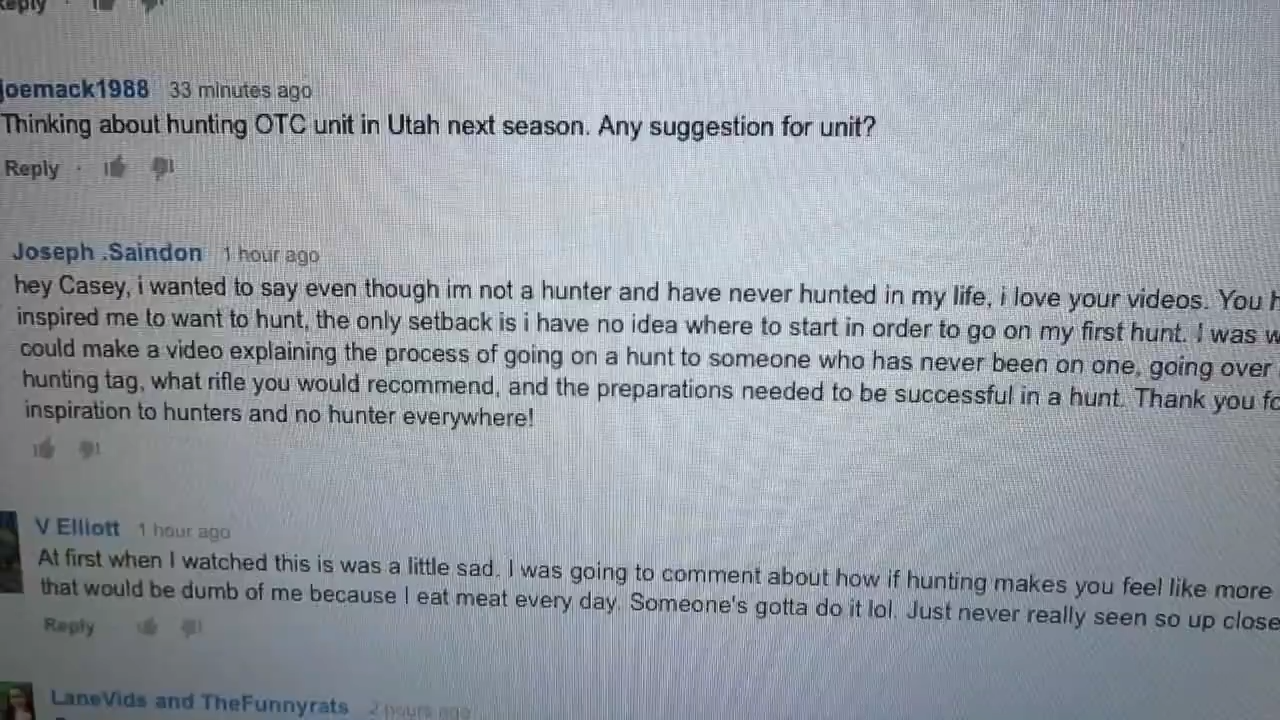 Reply
joemack1988 33 minutes ago
Thinking about hunting OTC unit in Utah next season. Any suggestion for unit?
Reply ·
Joseph .Saindon 1 hour ago
hey Casey, i wanted to say even though im not a hunter and have never hunted in my life, i love your videos. You
inspired me to want to hunt, the only setback is i have no idea where to start in order to go on my first hunt. I was
could make a video explaining the process of going on a hunt to someone who has never been on one, going over
hunting tag, what rifle you would recommend, and the preparations needed to be successful in a hunt. Thank you
inspiration to hunters and no hunter everywhere!
V Elliott 1 hour ago
At first when I watched this is was a little sad. I was going to comment about how if hunting makes you feel like more
that would be dumb of me because I eat meat every day. Someone's gotta do it lol. Just never really seen so up close
Reply
LaneVids and TheFunnyrats 2 hours ago